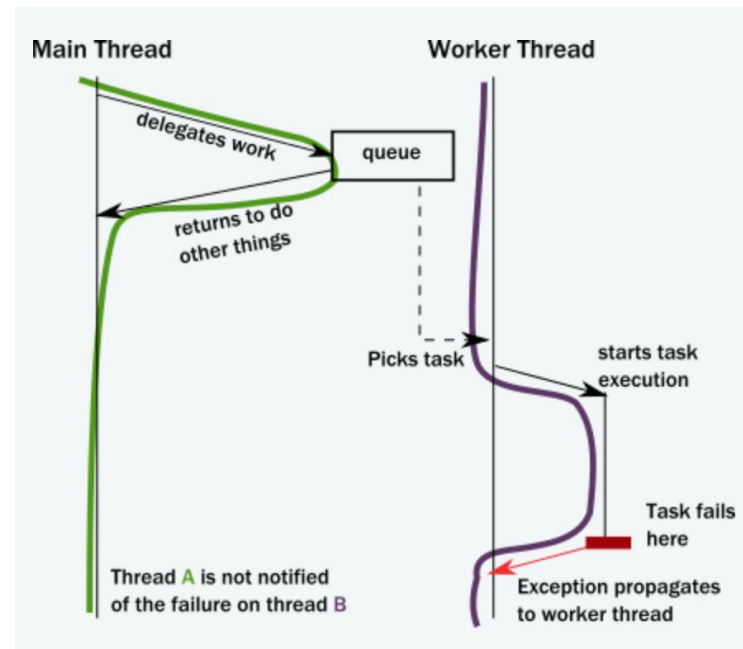 Main Thread
Worker Thread
delegates work
queue
returns to do
other things
Picks task
starts task
execution
Task fails
here
Exception propagates
to worker thread
Thread A is not notified
of the failure on thread B